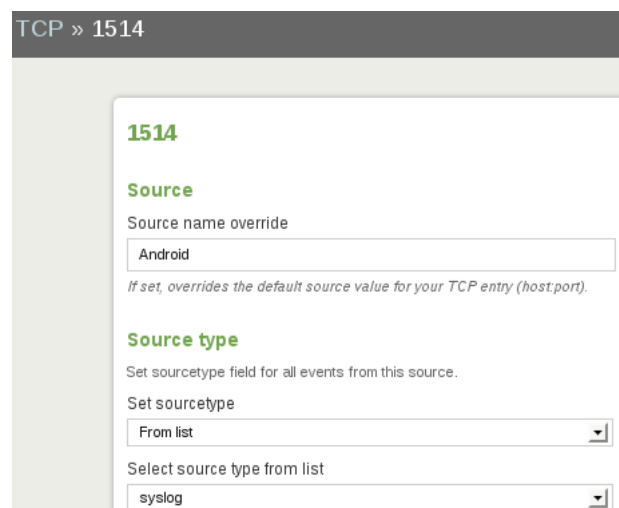 TCP » 1514
1514
Source
Source name override
Android
If set, overrides the default source value for your TCP entry (host:port).
Source type
Set sourcetype field for all events from this source.
Set sourcetype
From list
Select source type from list
syslog